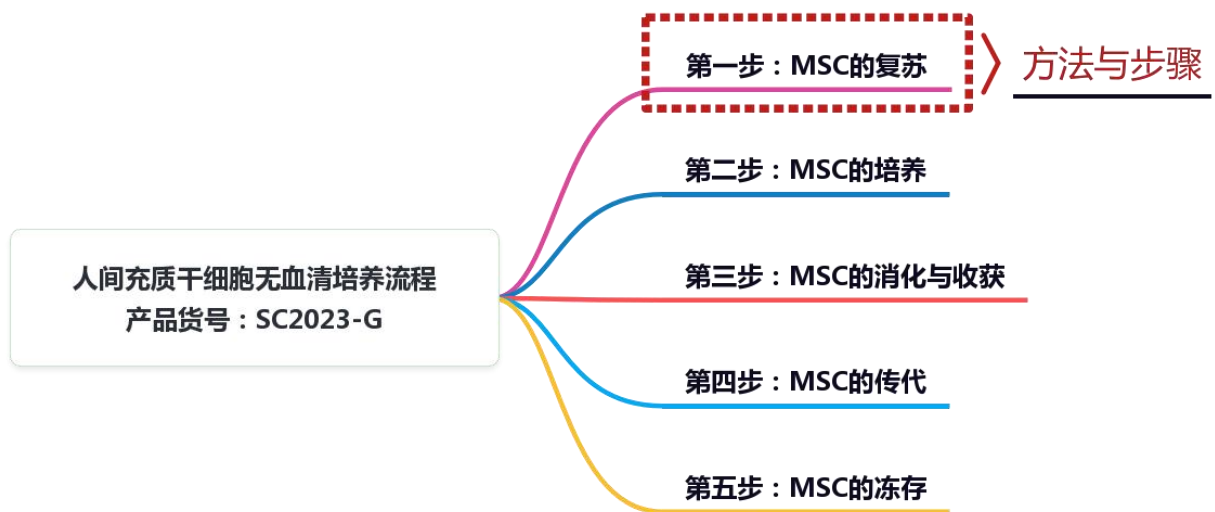 第一步：MSC的复苏
方法与步骤
第二步：MSC的培养
人间充质干细胞无血清培养流程
产品货号：SC2023-G
第三步：MSC的消化与收获
第四步：MSC的传代
第五步：MSC的冻存